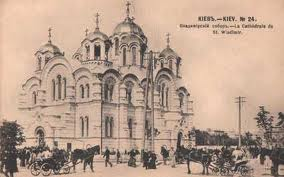 КІЕВЪ.—KIEV. № 24.
Владимірскій соборъ.—La Cathédrale de
St. Wladimir.